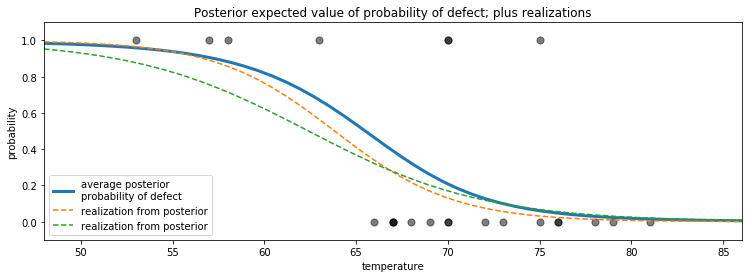 Posterior expected value of probability of defect; plus realizations
probability
1.0
0.8
0.6
0.4
0.2
0.0
average posterior
probability of defect
realization from posterior
realization from posterior
50
55
60
65
70
75
80
85
temperature